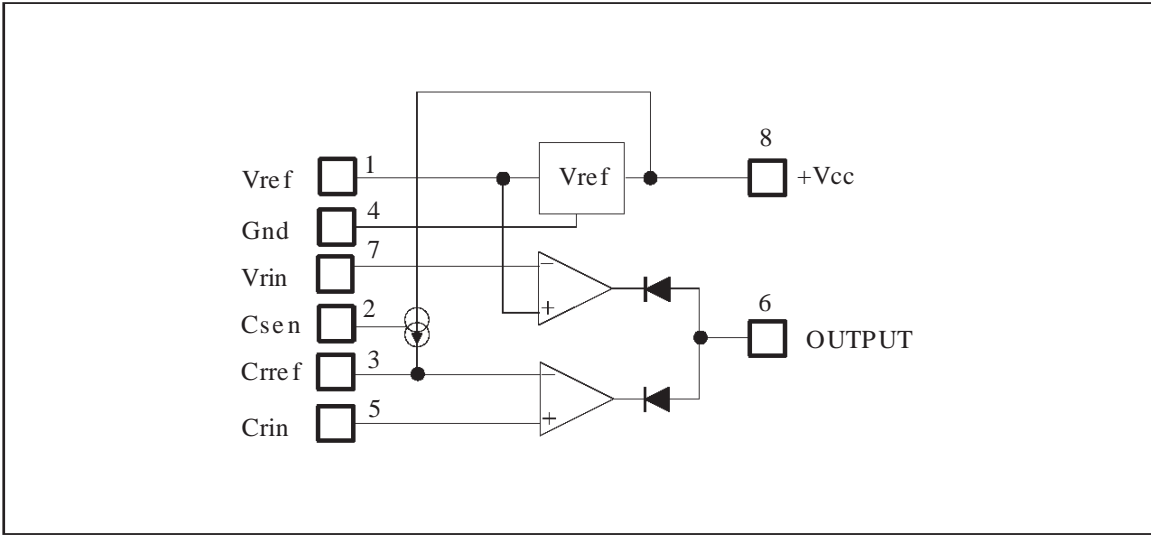 Vref 1
Gnd 4
Vrin 7
Csen 2
Crref 3
Crin 5
Vref
8
+Vcc
6
OUTPUT
−
+
−
+